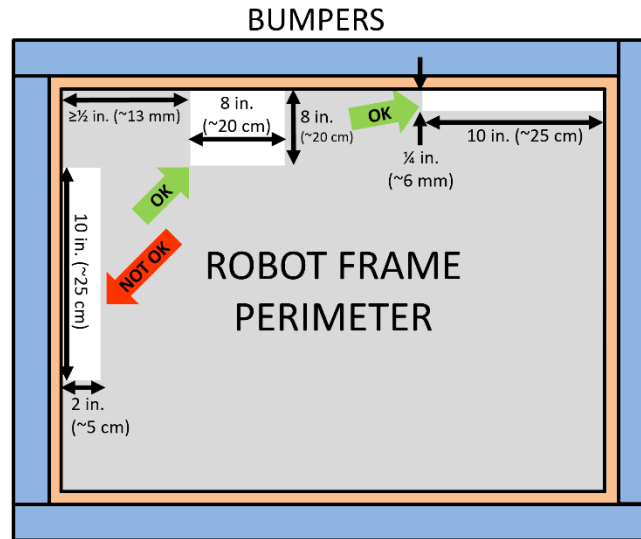 BUMPERS
≥½ in. (~13 mm)
8 in.
(~20 cm)
8 in.
(~20 cm)
OK
10 in. (~25 cm)
¼ in.
(~6 mm)
OK
NOT OK
10 in.
(~25 cm)
ROBOT FRAME
PERIMETER
2 in.
(~5 cm)